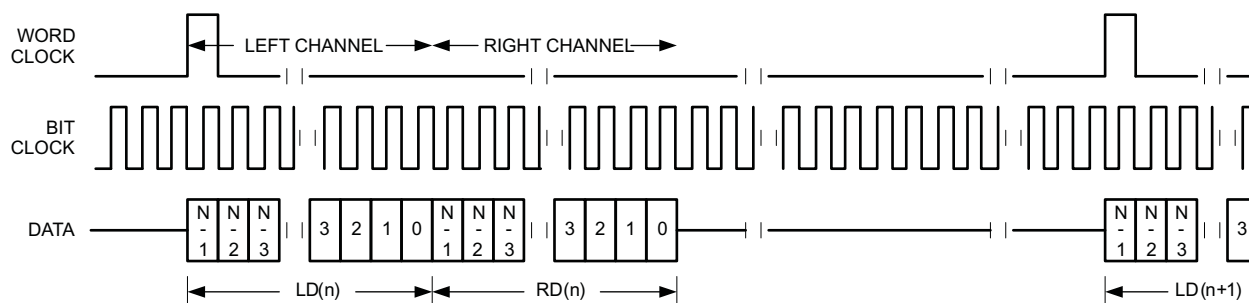 WORD
CLOCK
LEFT CHANNEL
RIGHT CHANNEL
BIT
CLOCK
DATA
N-1 N-2 N-3 3 2 1 0 N-1 N-2 N-3 3 2 1 0 N-1 N-2 N-3 3
LD(n) RD(n) LD(n+1)